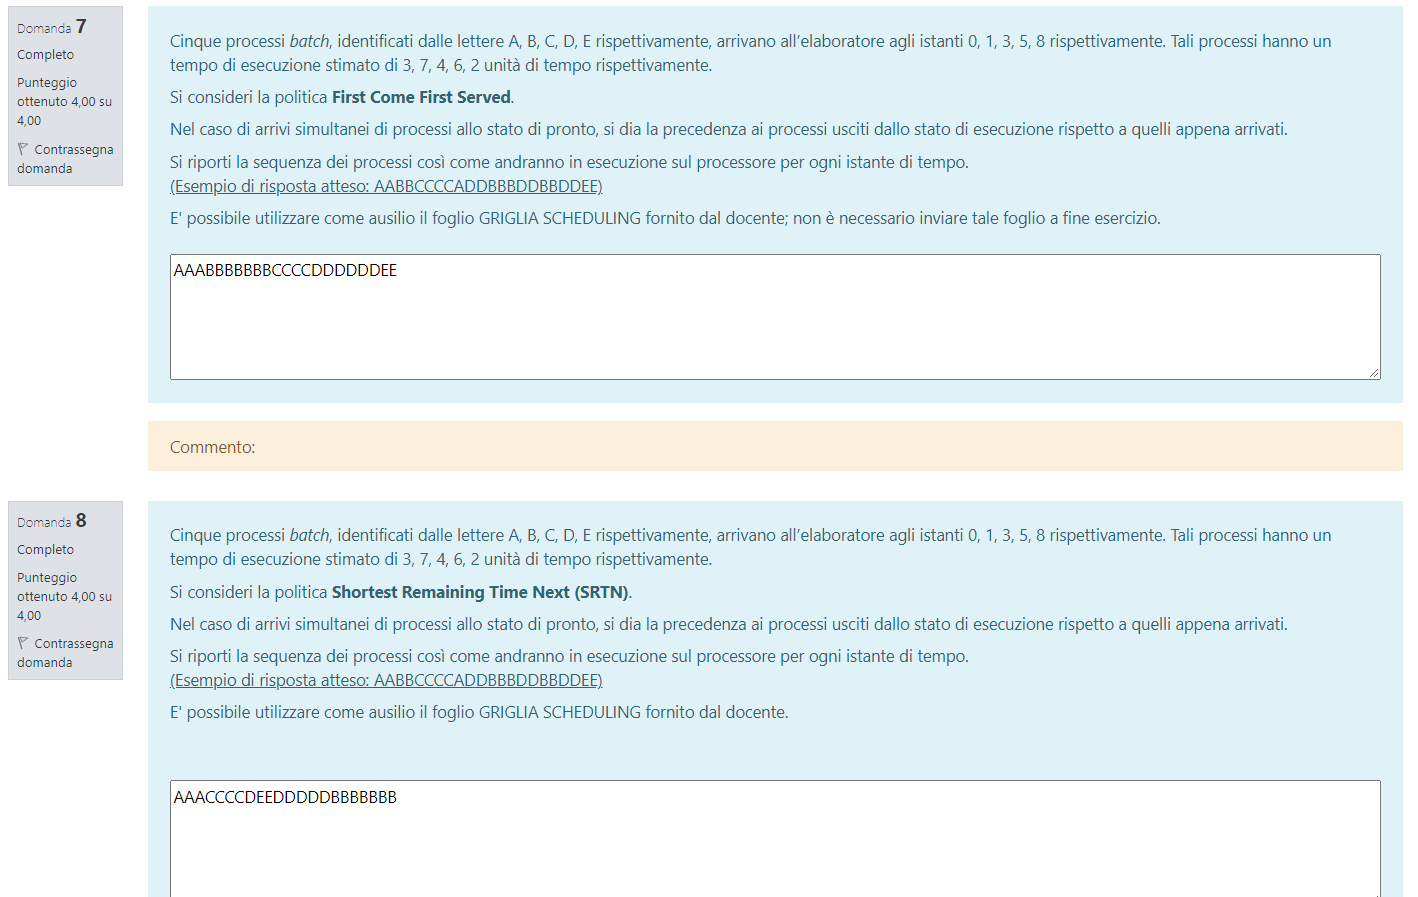 Domanda 7
Completo
Punteggio
ottenuto 4,00 su
4,00
Contrassegna
domanda
Cinque processi batch, identificati dalle lettere A, B, C, D, E rispettivamente, arrivano all’elaboratore agli istanti 0, 1, 3, 5, 8 rispettivamente. Tali processi hanno un
tempo di esecuzione stimato di 3, 7, 4, 6, 2 unità di tempo rispettivamente.
Si consideri la politica First Come First Served.
Nel caso di arrivi simultanei di processi allo stato di pronto, si dia la precedenza ai processi usciti dallo stato di esecuzione rispetto a quelli appena arrivati.
Si riporti la sequenza dei processi così come andranno in esecuzione sul processore per ogni istante di tempo.
(Esempio di risposta atteso: AABBCCCCADDBBBDDBBDDEE)
E' possibile utilizzare come ausilio il foglio GRIGLIA SCHEDULING fornito dal docente; non è necessario inviare tale foglio a fine esercizio.
AAABBBBBBBCCCCDDDDDDEE
Commento:
Domanda 8
Completo
Punteggio
ottenuto 4,00 su
4,00
Contrassegna
domanda
Cinque processi batch, identificati dalle lettere A, B, C, D, E rispettivamente, arrivano all’elaboratore agli istanti 0, 1, 3, 5, 8 rispettivamente. Tali processi hanno un
tempo di esecuzione stimato di 3, 7, 4, 6, 2 unità di tempo rispettivamente.
Si consideri la politica Shortest Remaining Time Next (SRTN).
Nel caso di arrivi simultanei di processi allo stato di pronto, si dia la precedenza ai processi usciti dallo stato di esecuzione rispetto a quelli appena arrivati.
Si riporti la sequenza dei processi così come andranno in esecuzione sul processore per ogni istante di tempo.
(Esempio di risposta atteso: AABBCCCCADDBBBDDBBDDEE)
E' possibile utilizzare come ausilio il foglio GRIGLIA SCHEDULING fornito dal docente.
AAACCCCDEEDDDDDBBBBBBB